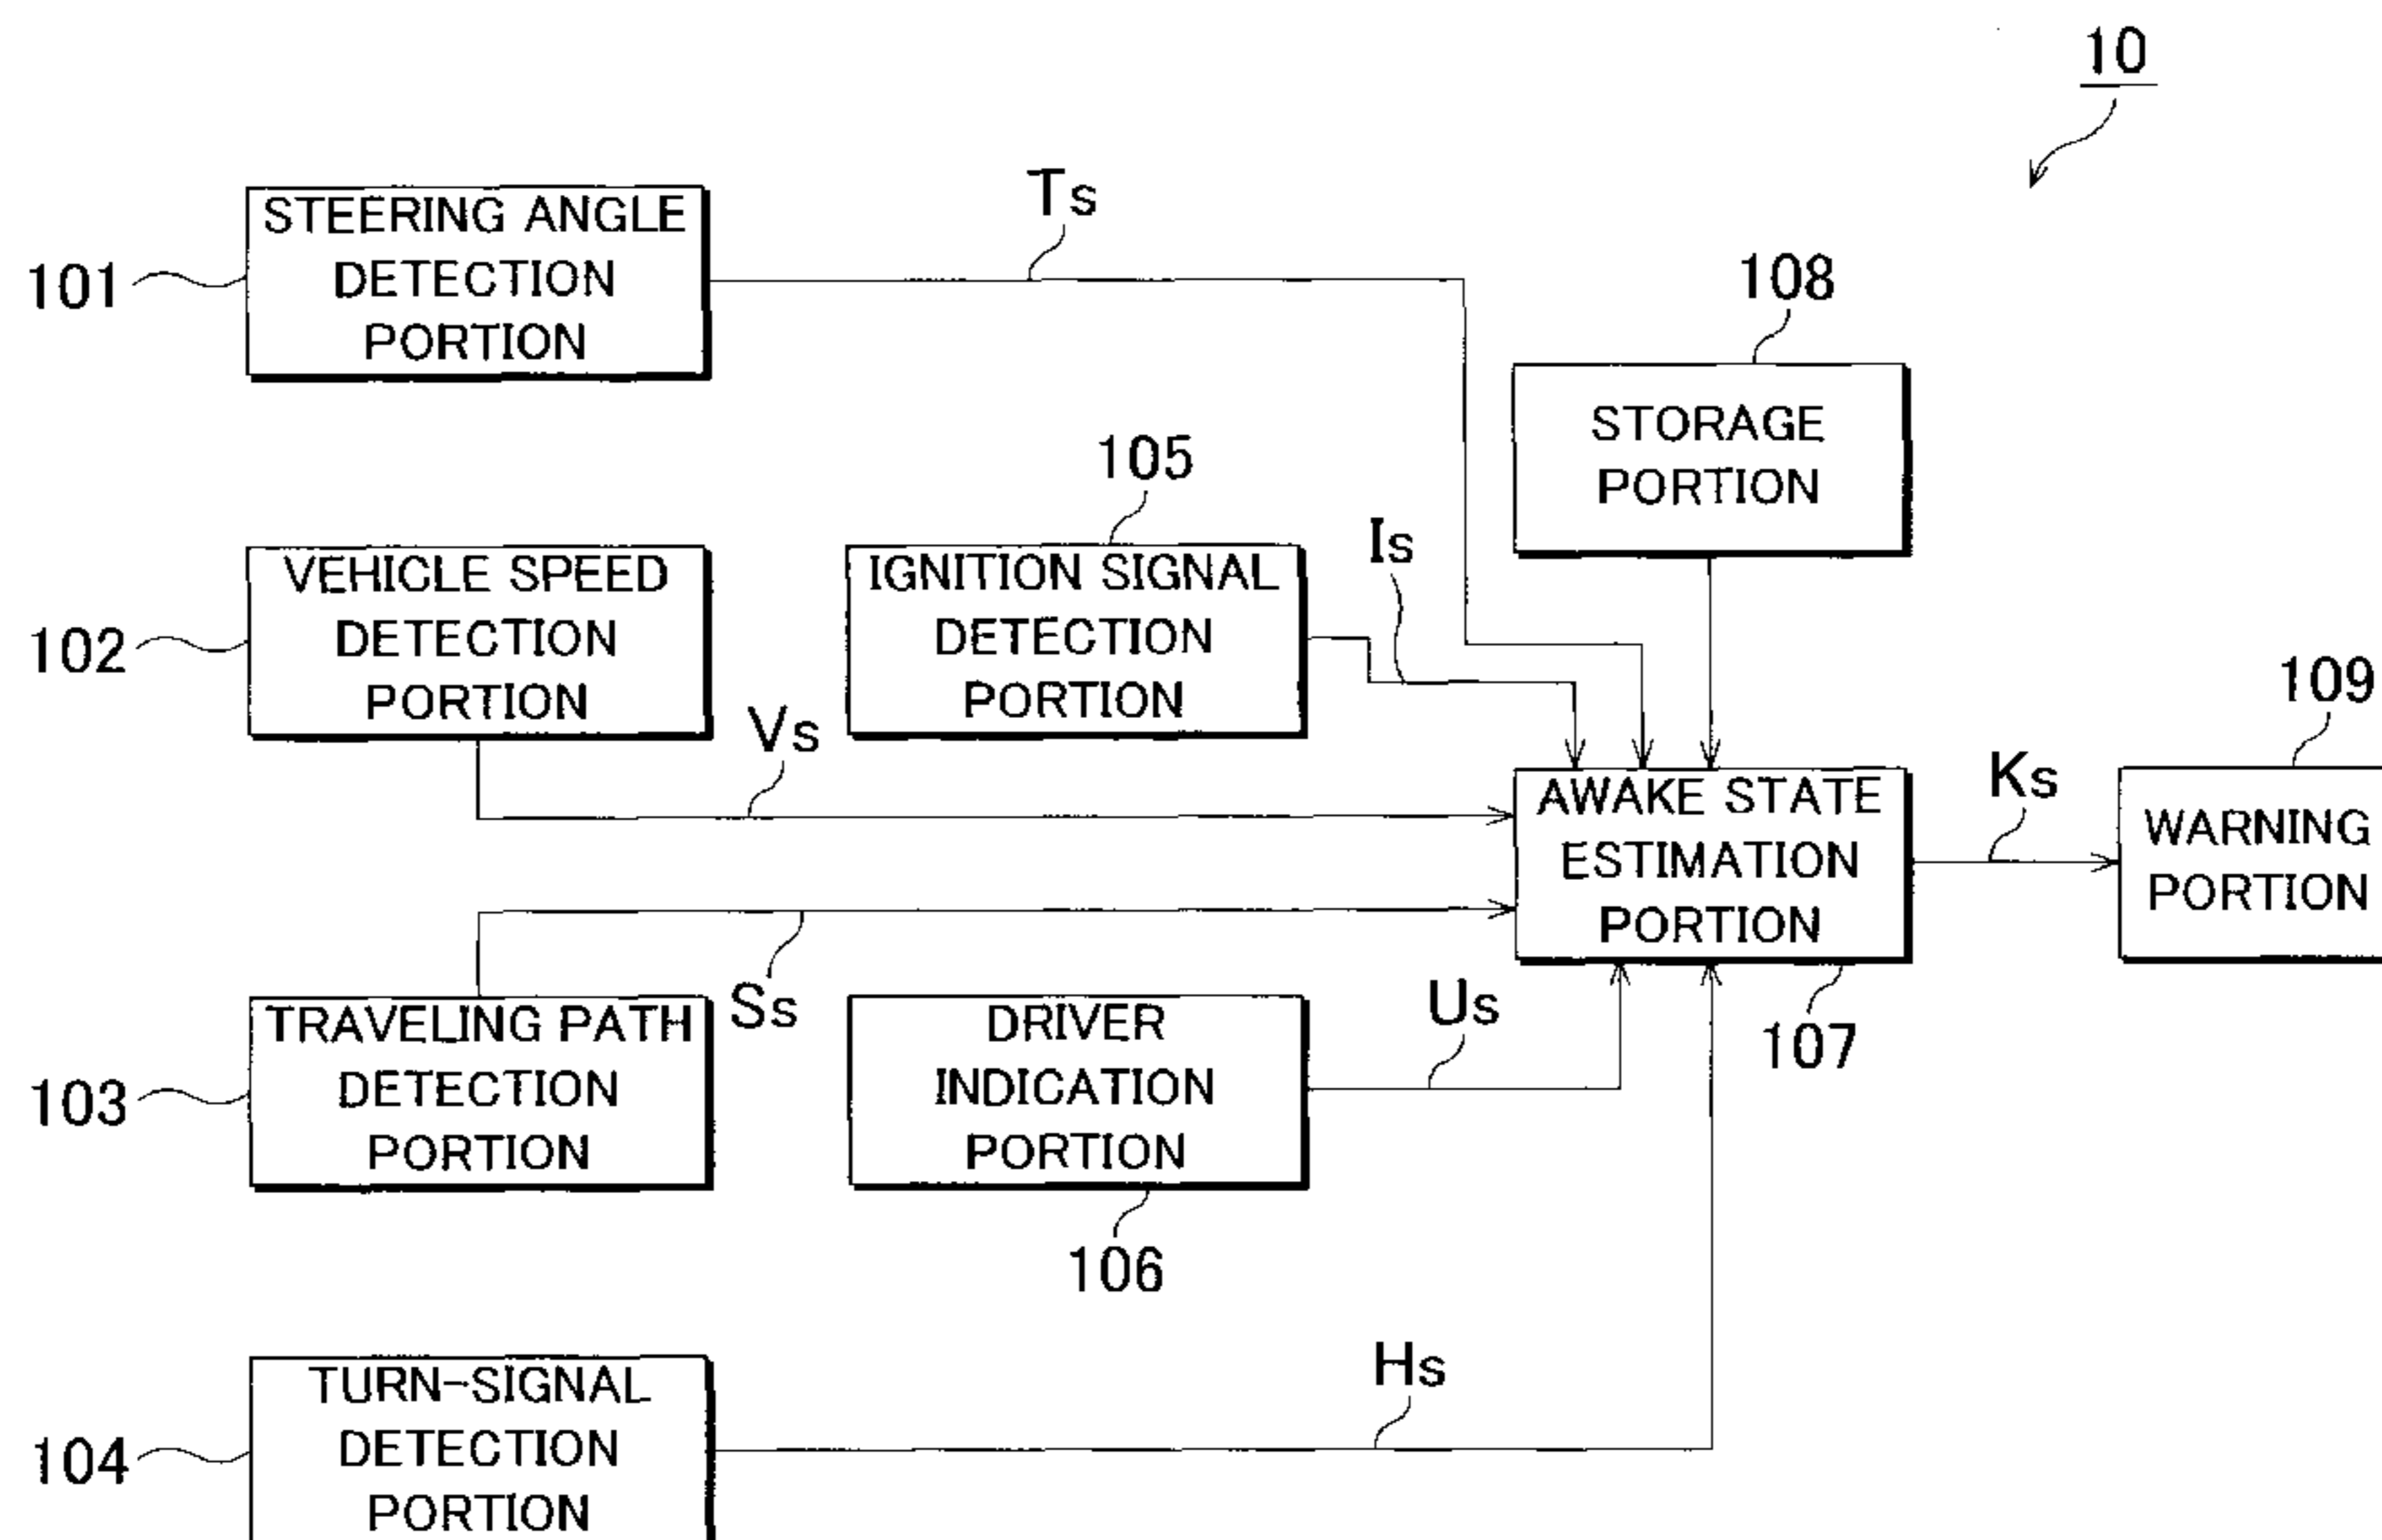 10
STEERING ANGLE
DETECTION
PORTION
101
Ts
108
STORAGE
PORTION
105
IGNITION SIGNAL
DETECTION
PORTION
Is
VEHICLE SPEED
DETECTION
PORTION
102
Vs
109
AWAKE STATE
ESTIMATION
PORTION
107
Ks
WARNING
PORTION
TRAVELING PATH
DETECTION
PORTION
103
Ss
DRIVER
INDICATION
PORTION
106
Us
TURN-SIGNAL
DETECTION
PORTION
104
Hs